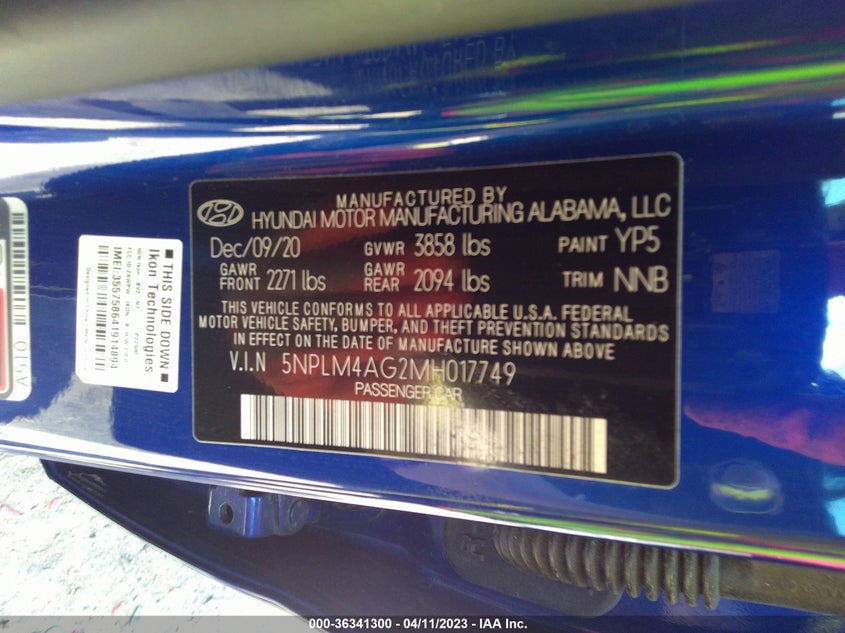 MANUFACTURED BY
HYUNDAI MOTOR MANUFACTURING ALABAMA, LLC
Dec/09/20 GVWR 3858 lbs PAINT YP5
GAWR FRONT 2271 lbs GAWR REAR 2094 lbs TRIM NNB
THIS VEHICLE CONFORMS TO ALL APPLICABLE U.S.A. FEDERAL
MOTOR VEHICLE SAFETY, BUMPER, AND THEFT PREVENTION STANDARDS
IN EFFECT ON THE DATE OF MANUFACTURE SHOWN ABOVE
V.I.N 5NPLM4AG2MH017749
PASSENGER CAR
THIS SIDE DOWN
Ikon Technologies
IMEI:355758641914894
015A
000-36341300 - 04/11/2023 - IAA Inc.